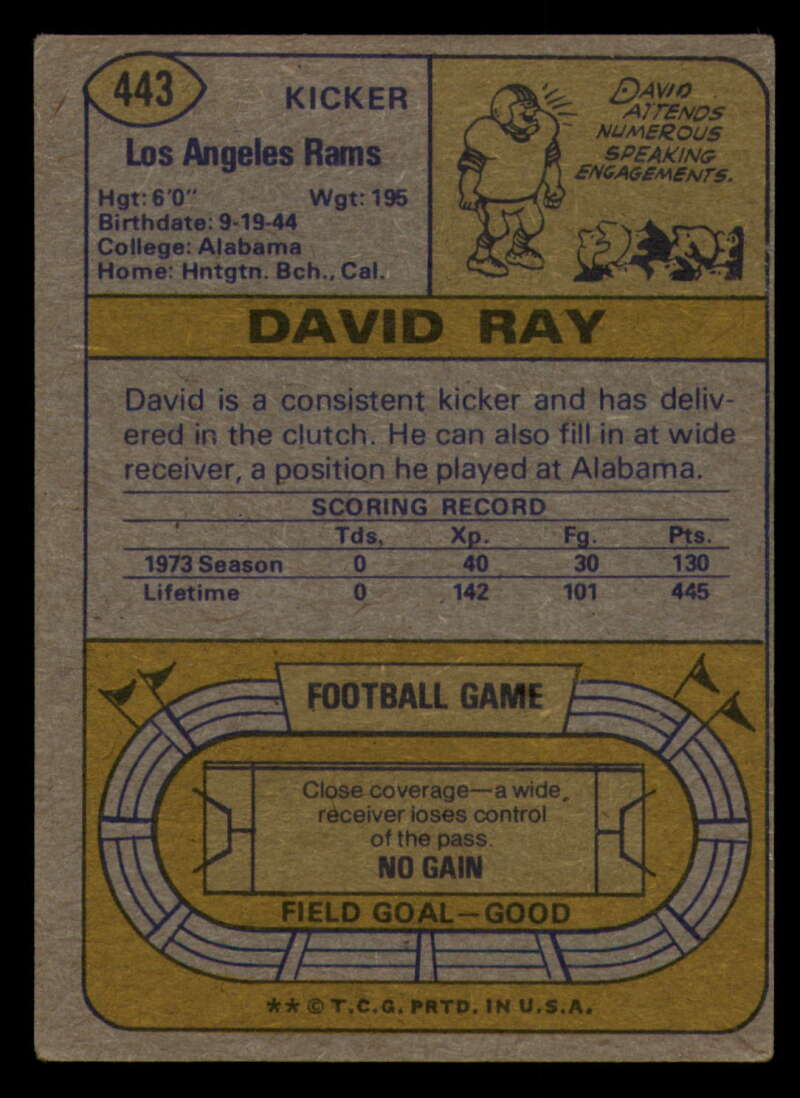 443
KICKER
Los Angeles Rams
Hgt: 6'0" Wgt: 195
Birthdate: 9-19-44
College: Alabama
Home: Hntgtn. Bch., Cal.
DAVID
ATTENDS
NUMEROUS
SPEAKING
ENGAGEMENTS.
DAVID RAY
David is a consistent kicker and has deliv-
ered in the clutch. He can also fill in at wide
receiver, a position he played at Alabama.
SCORING RECORD
Tds. Xp. Fg. Pts.
1973 Season 0 40 30 130
Lifetime 0 142 101 445
FOOTBALL GAME
Close coverage—a wide
receiver loses control
of the pass.
NO GAIN
FIELD GOAL—GOOD
** © T.C.G. PRTD. IN U.S.A.